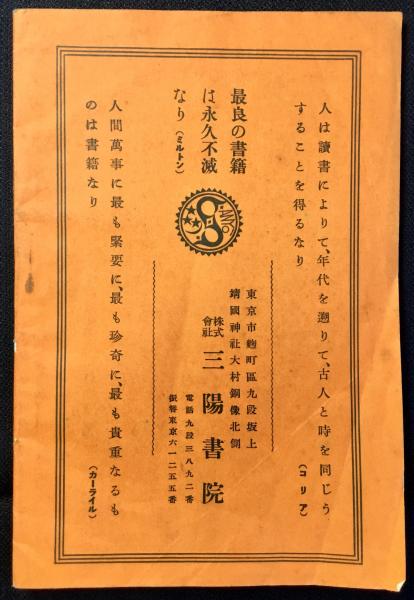 人は讀書によりて、年代を遡りて、古人と時を同じう
することを得るなり
（コリア）
最良の書籍
は永久不滅
なり（ミルトン）
SANYO
東京市麴町區九段坂上
靖國神社大村銅像北側
株式會社 三陽書院
電話九段三八九二番
振替東京六一二五五番
人間萬事に最も緊要に、最も珍奇に、最も貴重なるも
のは書籍なり
（カーライル）